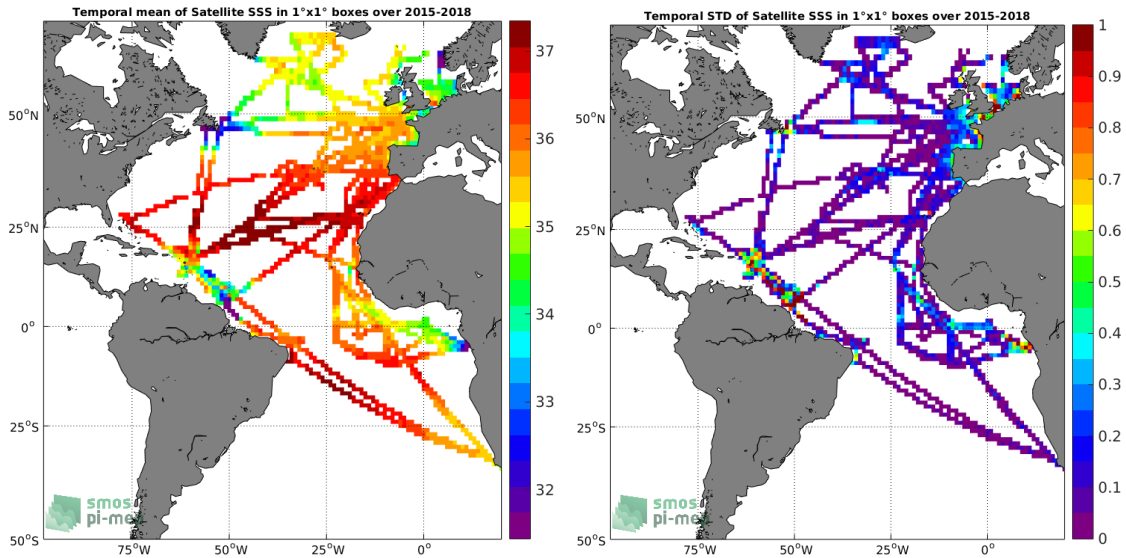 Temporal mean of Satellite SSS in 1°x1° boxes over 2015-2018
50°N
25°N
0°
25°S
50°S
75°W
50°W
25°W
0°
37
36
35
34
33
32
smos
pi-mep
Temporal STD of Satellite SSS in 1°x1° boxes over 2015-2018
50°N
25°N
0°
25°S
50°S
75°W
50°W
25°W
0°
1
0.9
0.8
0.7
0.6
0.5
0.4
0.3
0.2
0.1
0
smos
pi-mep